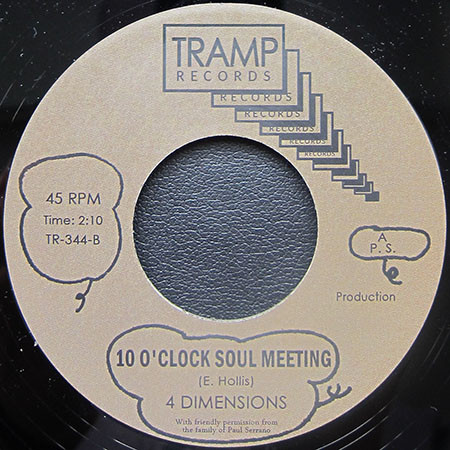 TRAMP
RECORDS
RECORDS
RECORDS
RECORDS
RECORDS
RECORDS
45 RPM
Time: 2:10
TR-344-B
A
P. S.
Production
10 O'CLOCK SOUL MEETING
(E. Hollis)
4 DIMENSIONS
With friendly permission from
the family of Paul Serrano